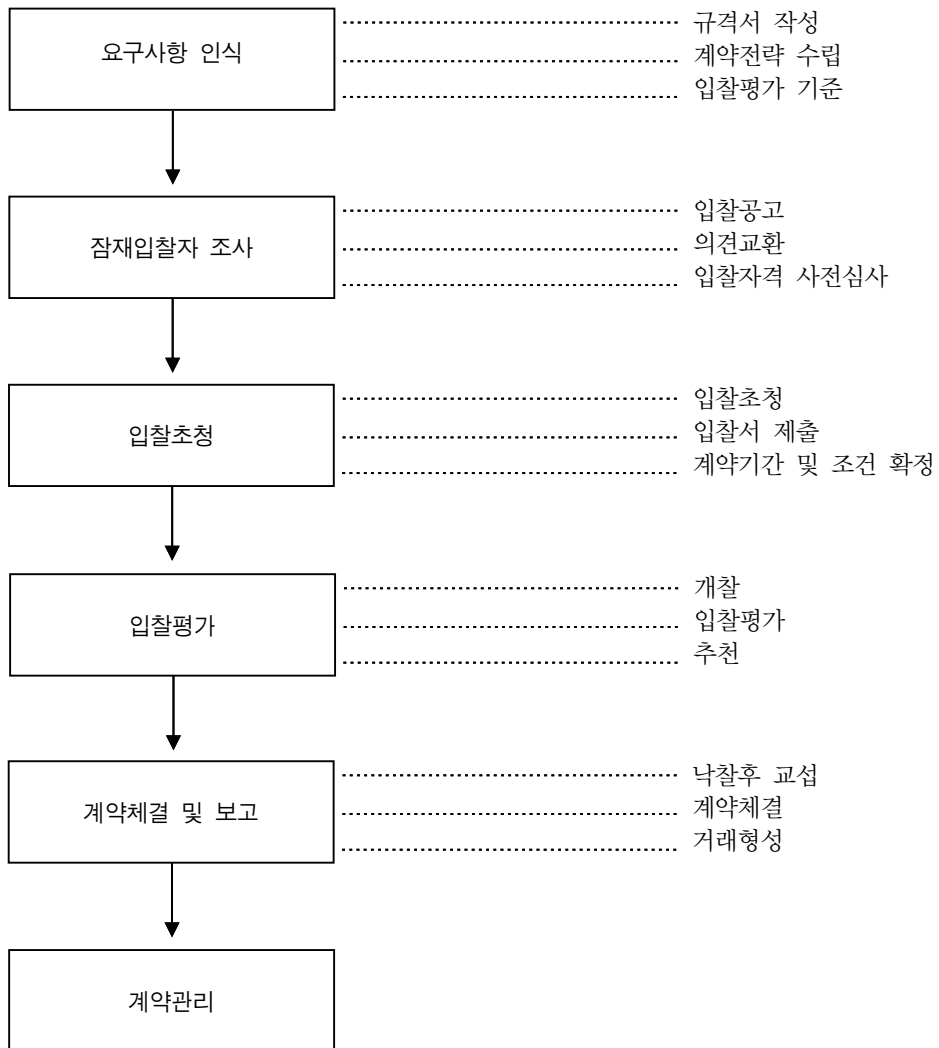 요구사항 인식
규격서 작성
계약전략 수립
입찰평가 기준
잠재입찰자 조사
입찰공고
의견교환
입찰자격 사전심사
입찰초청
입찰초청
입찰서 제출
계약기간 및 조건 확정
입찰평가
개찰
입찰평가
추천
계약체결 및 보고
낙찰후 교섭
계약체결
거래형성
계약관리